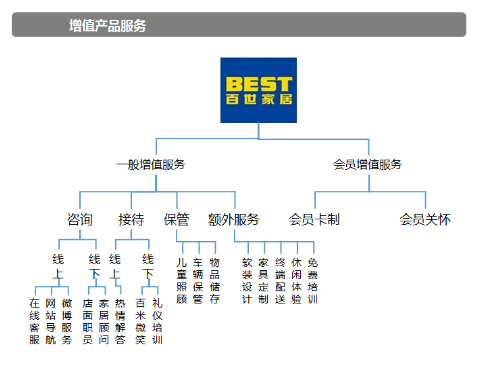 增值产品服务
BEST
百世家居
一般增值服务
会员增值服务
咨询
接待
保管
额外服务
会员卡制
会员关怀
线上
线下
线上
线下
儿童照顾
车辆保管
物品储存
软装设计
家具定制
终端配送
休闲体验
免费培训
在线客服
网站导航
微博服务
店面职员
家居顾问
热情解答
百米微笑
礼仪培训